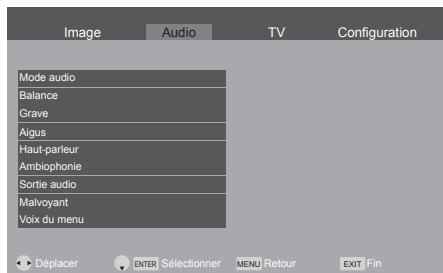 Image Audio TV Configuration
Mode audio
Balance
Grave
Aigus
Haut-parleur
Ambiophonie
Sortie audio
Malvoyant
Voix du menu
Déplacer ENTER Sélectionner MENU Retour EXIT Fin